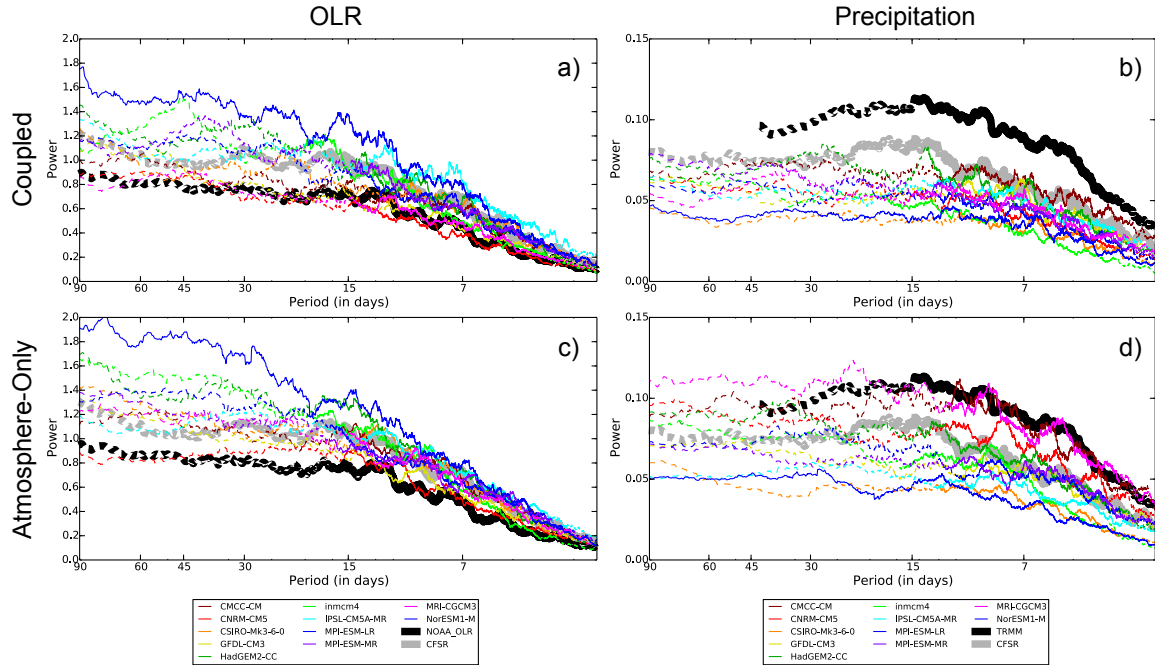 OLR
Precipitation
Coupled
Atmosphere-Only
a)
2.0
1.8
1.6
1.4
1.2
1.0
0.8
0.6
0.4
0.2
0.0
Power
90 60 45 30 15 7
Period (in days)
b)
0.15
0.10
0.05
0.00
Power
90 60 45 30 15 7
Period (in days)
c)
2.0
1.8
1.6
1.4
1.2
1.0
0.8
0.6
0.4
0.2
0.0
Power
90 60 45 30 15 7
Period (in days)
d)
0.15
0.10
0.05
0.00
Power
90 60 45 30 15 7
Period (in days)
CMCC-CM
CNRM-CM5
CSIRO-Mk3-6-0
GFDL-CM3
HadGEM2-CC
inmcm4
IPSL-CM5A-MR
MPI-ESM-LR
MPI-ESM-MR
MRI-CGCM3
NorESM1-M
NOAA_OLR
CFSR
CMCC-CM
CNRM-CM5
CSIRO-Mk3-6-0
GFDL-CM3
HadGEM2-CC
inmcm4
IPSL-CM5A-MR
MPI-ESM-LR
MPI-ESM-MR
MRI-CGCM3
NorESM1-M
TRMM
CFSR